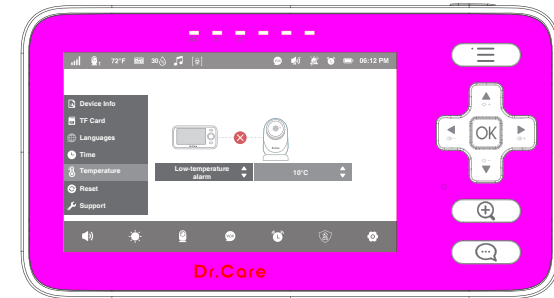 72°F 30 06:12 PM
Device Info
TF Card
Languages
Time
Temperature
Low-temperature alarm
10°C
Reset
Support
VOX
OK
Dr.Care